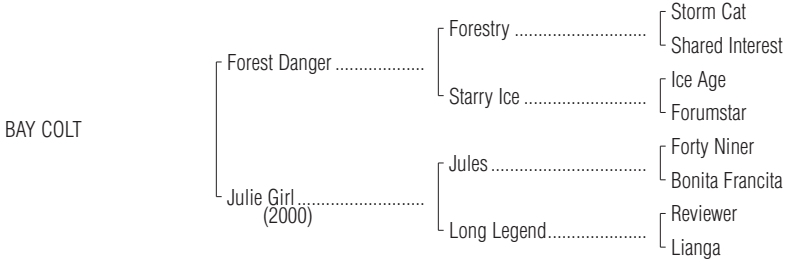 Storm Cat
Forestry ..........................
Shared Interest
Forest Danger ...................
Ice Age
Starry Ice ........................
Forumstar
BAY COLT
Forty Niner
Jules ..............................
Bonita Francita
Julie Girl ..........................
(2000)
Reviewer
Long Legend ....................
Lianga